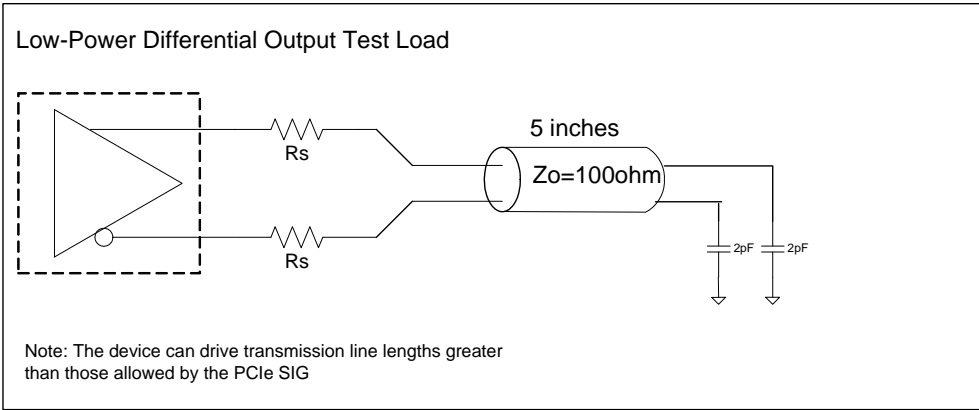 Low-Power Differential Output Test Load
Rs
5 inches
Zo=100ohm
Rs
2pF
2pF
Note: The device can drive transmission line lengths greater
than those allowed by the PCIe SIG